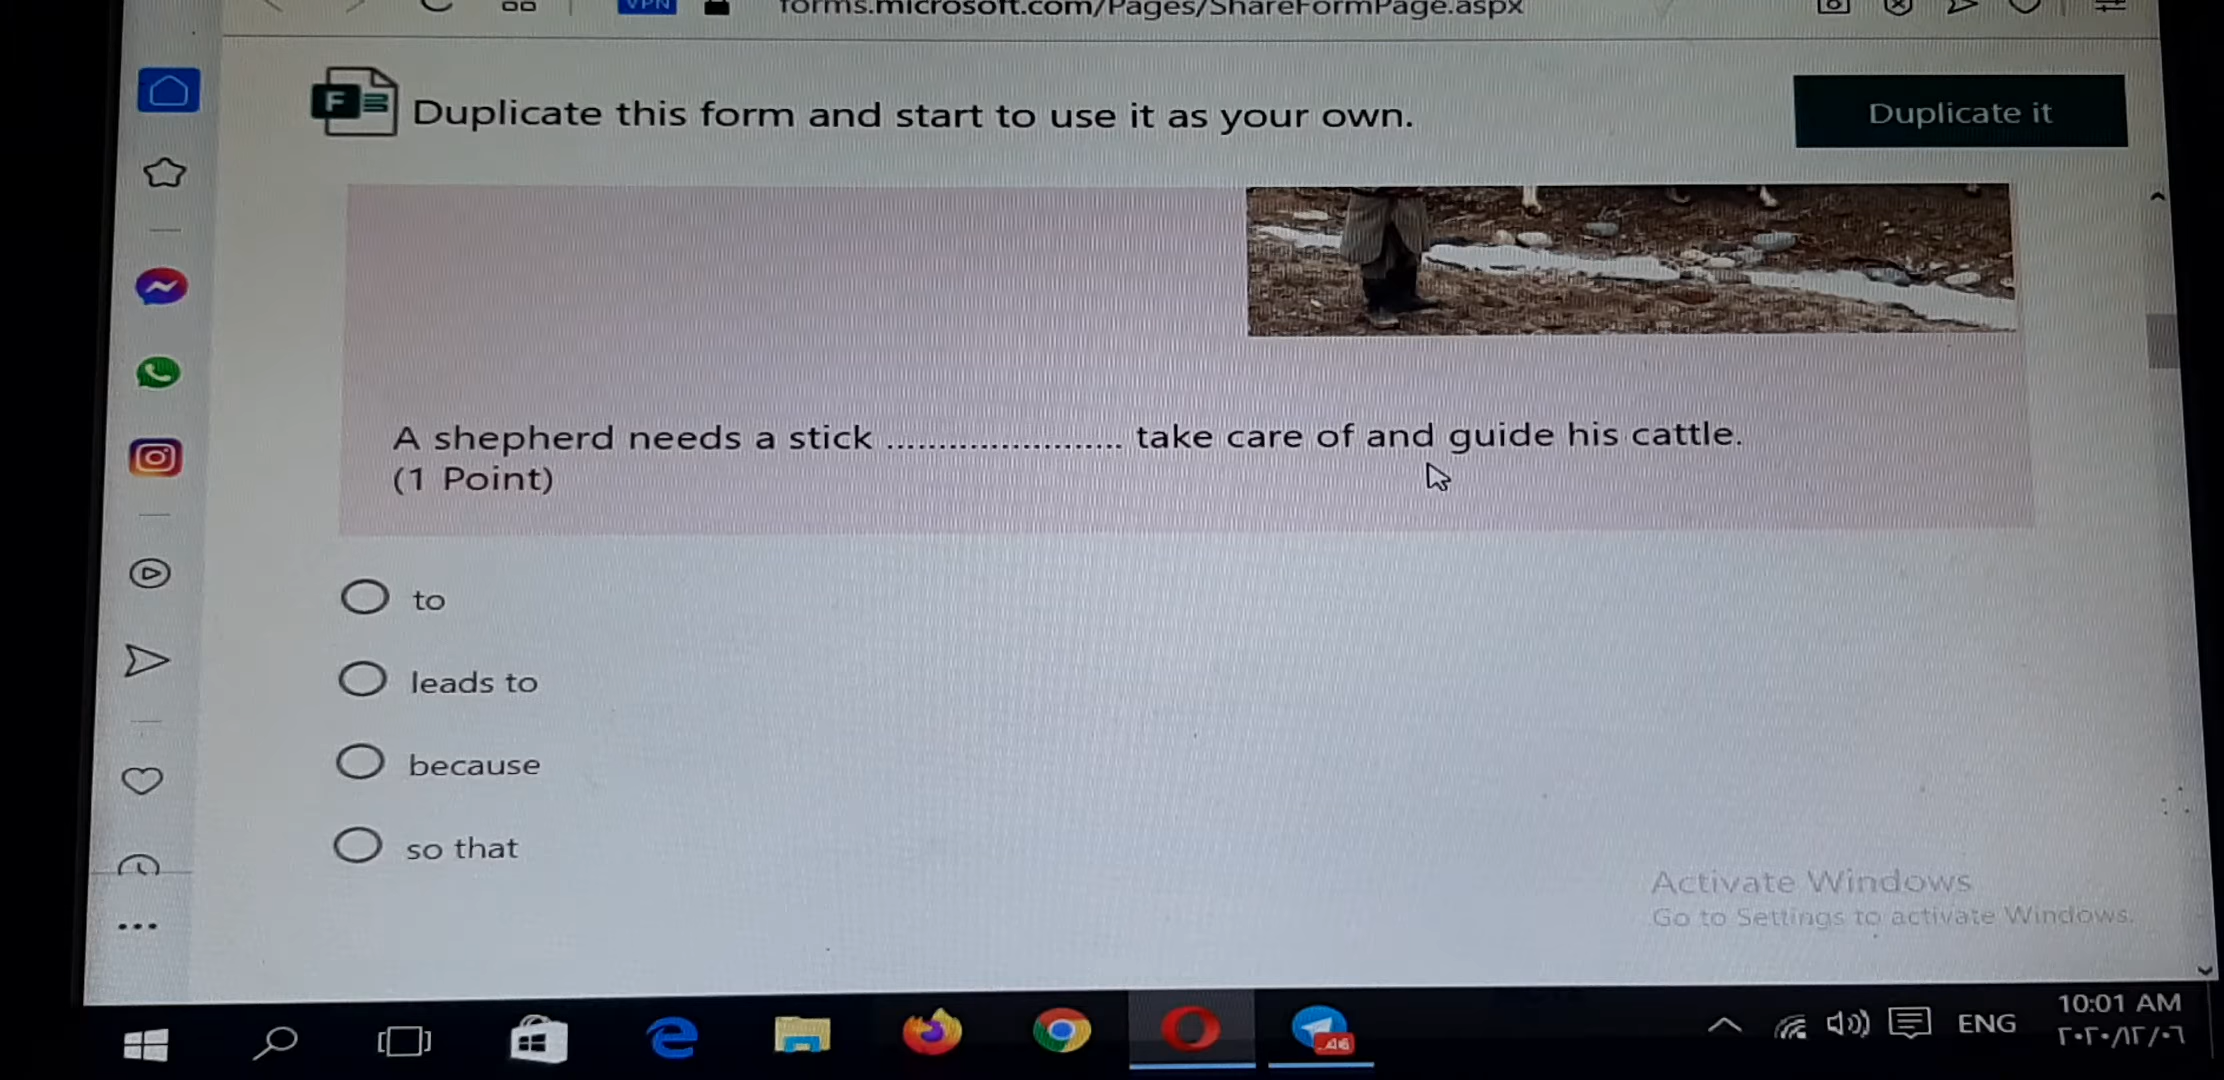 VPN
forms.microsoft.com/Pages/ShareFormPage.aspx
F
Duplicate this form and start to use it as your own.
Duplicate it
A shepherd needs a stick ....................... take care of and guide his cattle.
(1 Point)
to
leads to
because
so that
Activate Windows
Go to Settings to activate Windows.
46
ENG
10:01 AM
٢٠٢٠/١٢/٠٦